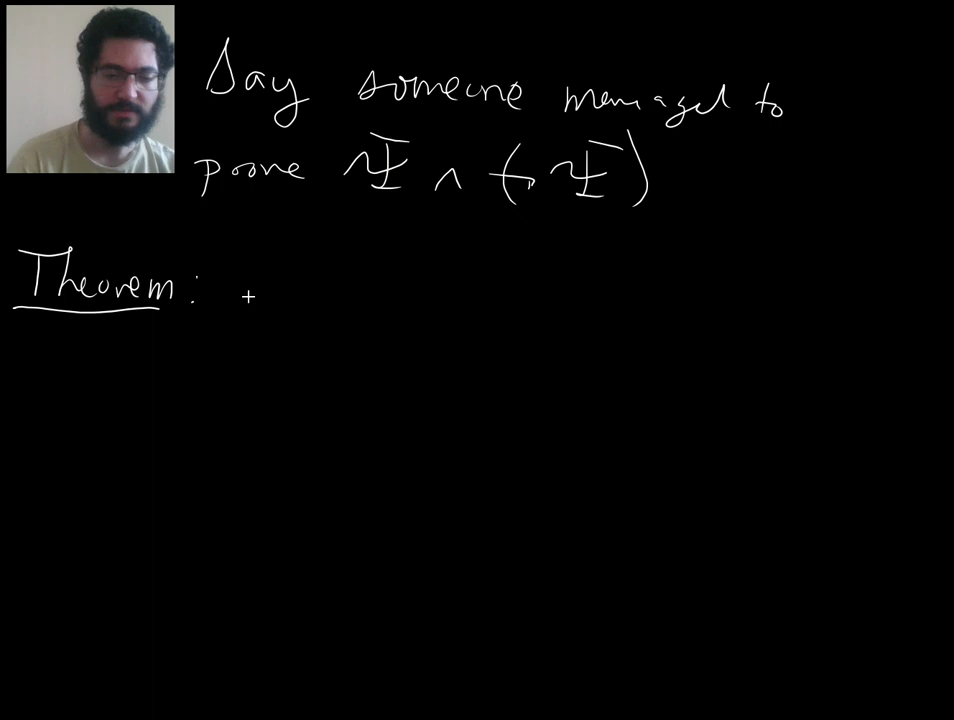 Say someone managed to
prove Ψ ∧ (¬Ψ)
Theorem: